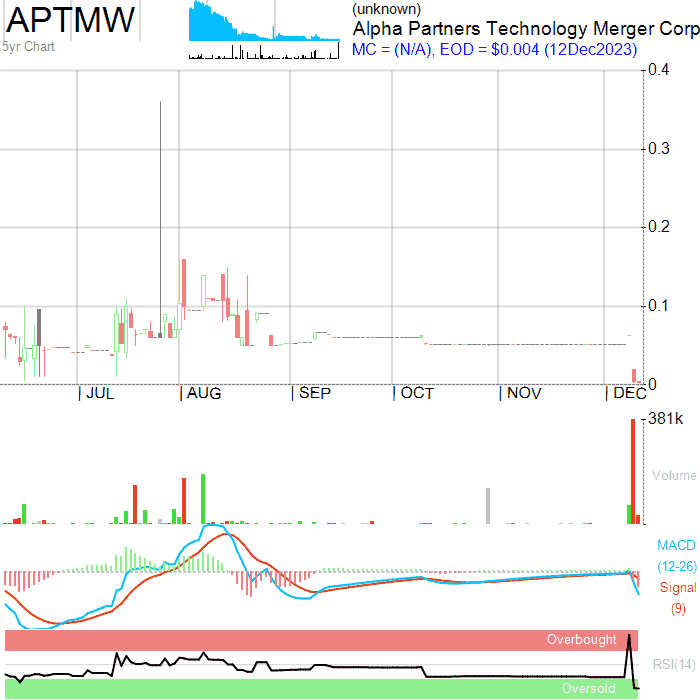 APTMW
5yr Chart
(unknown)
Alpha Partners Technology Merger Corp
MC = (N/A), EOD = $0.004 (12Dec2023)
0.4
0.3
0.2
0.1
0
JUL AUG SEP OCT NOV DEC
381k
Volume
MACD
(12-26)
Signal
(9)
Overbought
RSI(14)
Oversold